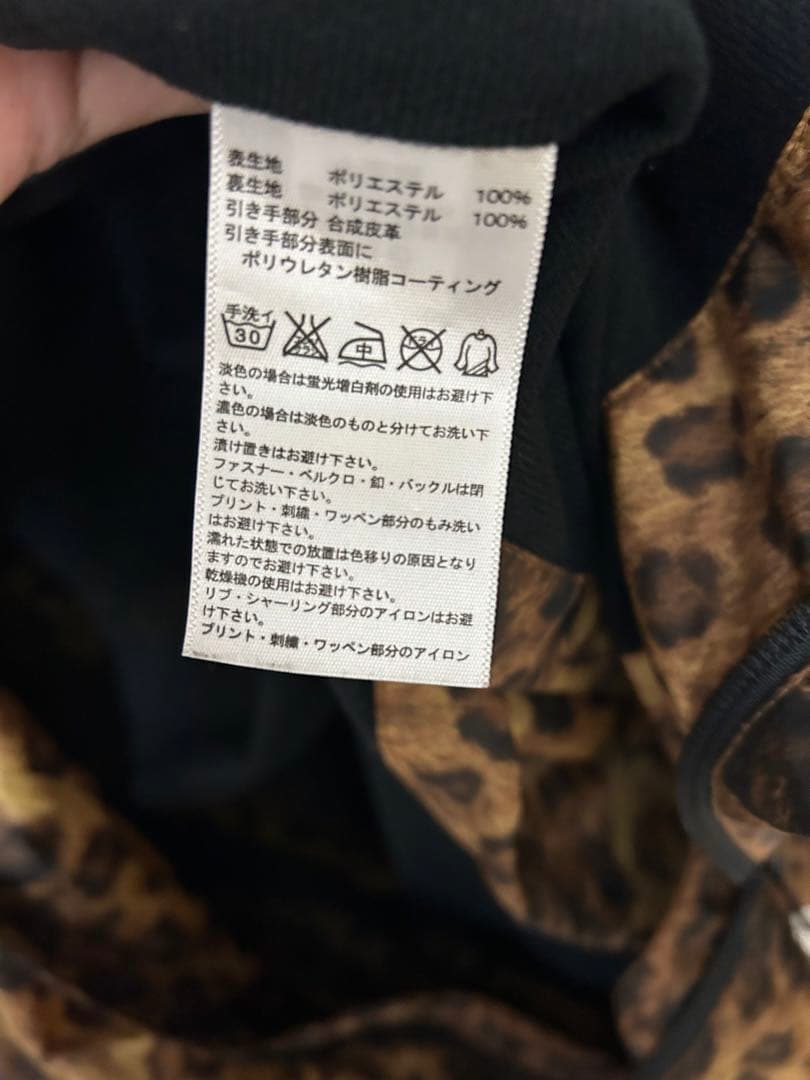 表生地 ポリエステル 100%
裏生地 ポリエステル 100%
引き手部分 合成皮革
引き手部分表面に
ポリウレタン樹脂コーティング
手洗イ
30
エンソサラシ
中
ドライ
淡色の場合は蛍光増白剤の使用はお避け下
さい。
濃色の場合は淡色のものと分けてお洗い下
さい。
漬け置きはお避け下さい。
ファスナー・ベルクロ・釦・バックルは閉
じてお洗い下さい。
プリント・刺繍・ワッペン部分のもみ洗い
はお避け下さい。
濡れた状態での放置は色移りの原因となり
ますのでお避け下さい。
乾燥機の使用はお避け下さい。
リブ・シャーリング部分のアイロンはお避
け下さい。
プリント・刺繍・ワッペン部分のアイロン